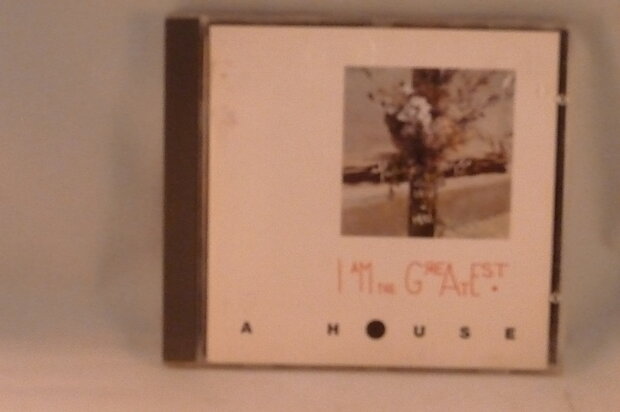 I AM THE GREATEST.
A HOUSE